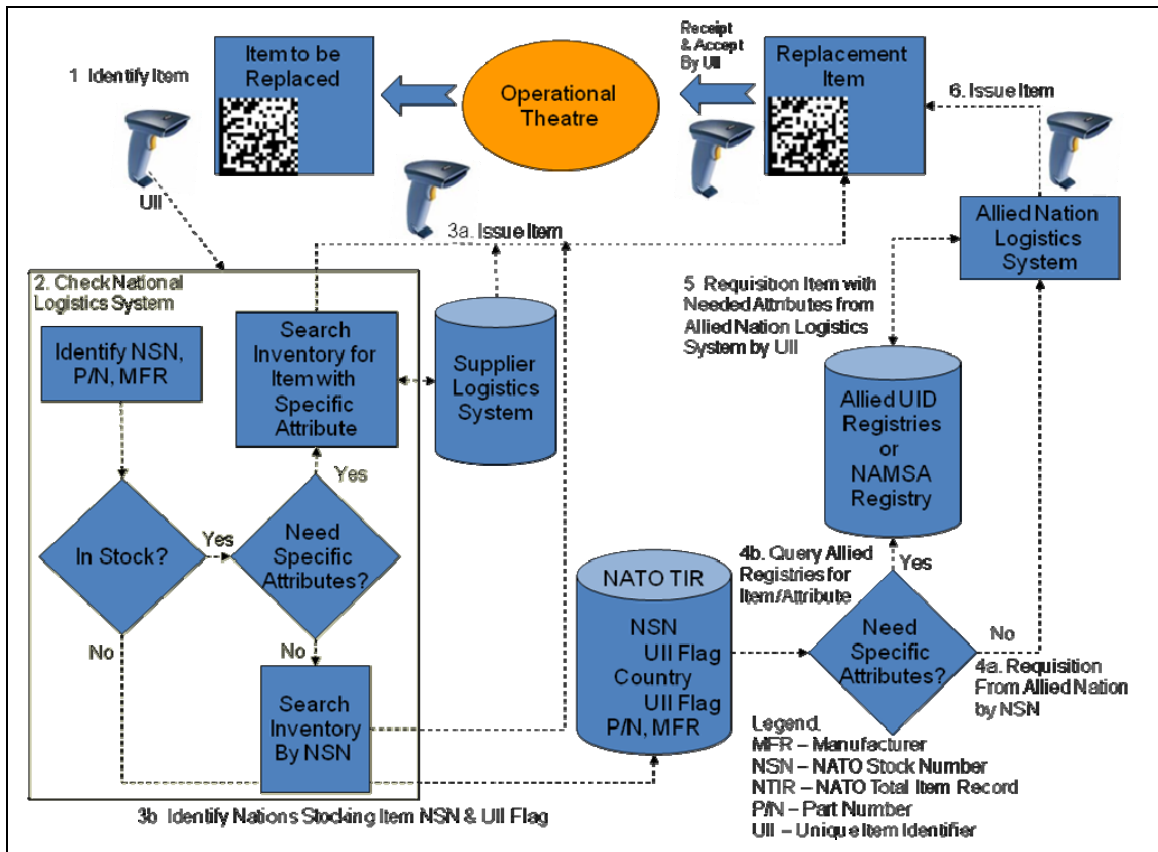 1 Identify Item
Item to be
Replaced
Operational
Theatre
Receipt
& Accept
By UII
Replacement
Item
6. Issue Item
UII
3a. Issue Item
Allied Nation
Logistics
System
2. Check National
Logistics System
Identify NSN,
P/N, MFR
Search
Inventory for
Item with
Specific
Attribute
Supplier
Logistics
System
5 Requisition Item with
Needed Attributes from
Allied Nation Logistics
System by UII
Allied UID
Registries
or
NAMSA
Registry
Yes
In Stock?
Yes
Need
Specific
Attributes?
No
No
Search
Inventory
By NSN
NATO TIR
NSN
UII Flag
Country
UII Flag
P/N, MFR
4b. Query Allied
Registries for
Item/Attribute
Yes
Need
Specific
Attributes?
No
4a. Requisition
From Allied Nation
by NSN
3b Identify Nations Stocking Item NSN & UII Flag
Legend.
MFR – Manufacturer
NSN – NATO Stock Number
NTIR – NATO Total Item Record
P/N – Part Number
UII – Unique Item Identifier